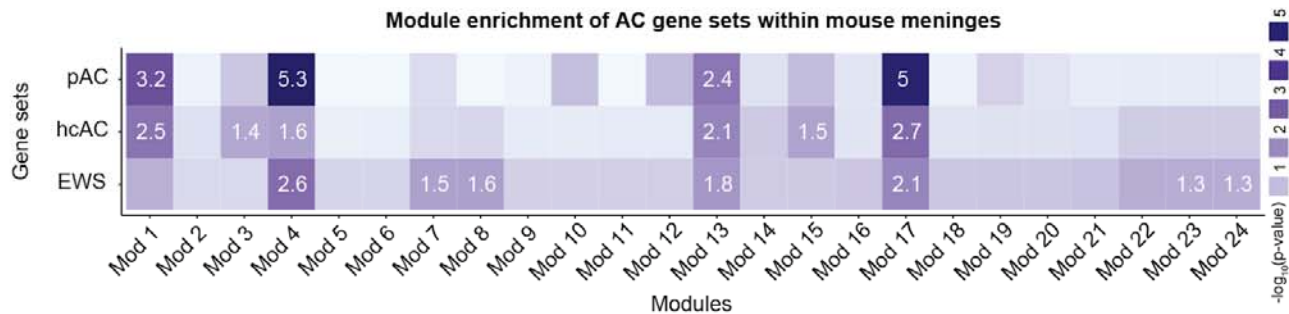 Module enrichment of AC gene sets within mouse meninges
Gene sets
pAC 3.2 5.3 2.4 5
hcAC 2.5 1.4 1.6 2.1 1.5 2.7
EWS 2.6 1.5 1.6 1.8 2.1 1.3 1.3
Mod 1 Mod 2 Mod 3 Mod 4 Mod 5 Mod 6 Mod 7 Mod 8 Mod 9 Mod 10 Mod 11 Mod 12 Mod 13 Mod 14 Mod 15 Mod 16 Mod 17 Mod 18 Mod 19 Mod 20 Mod 21 Mod 22 Mod 23 Mod 24
Modules
-log₁₀(p-value)
1 2 3 4 5